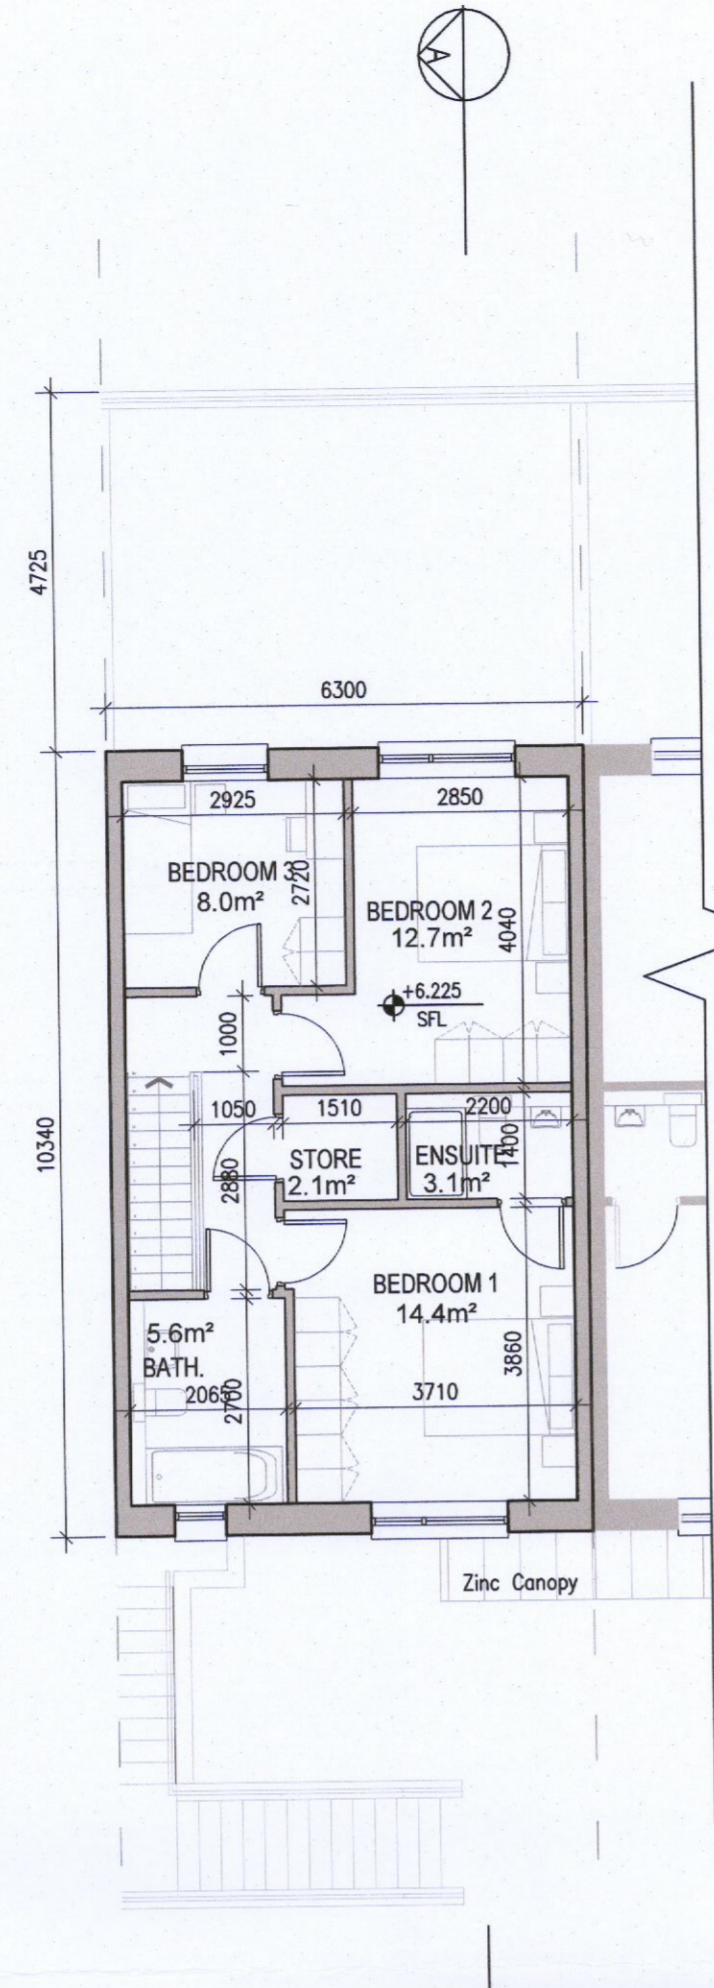 A
4725
6300
2925
2850
BEDROOM 3
8.0m²
2720
BEDROOM 2
12.7m²
4040
+6.225
SFL
1000
10340
1050
1510
2200
STORE
2.1m²
2880
ENSUITE
3.1m²
1400
BEDROOM 1
14.4m²
5.6m²
BATH.
2065
2700
3710
3860
Zinc Canopy